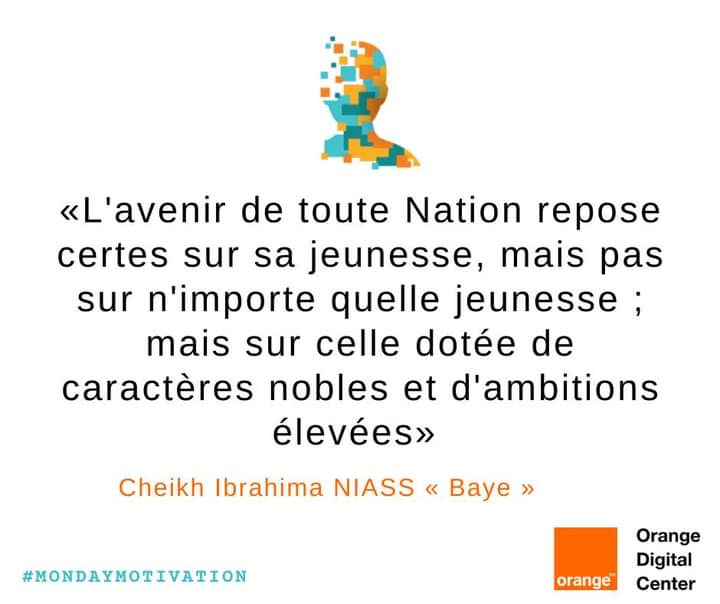 «L'avenir de toute Nation repose
certes sur sa jeunesse, mais pas
sur n'importe quelle jeunesse ;
mais sur celle dotée de
caractères nobles et d'ambitions
élevées»
Cheikh Ibrahima NIASS « Baye »
#MONDAYMOTIVATION
orange™
Orange
Digital
Center